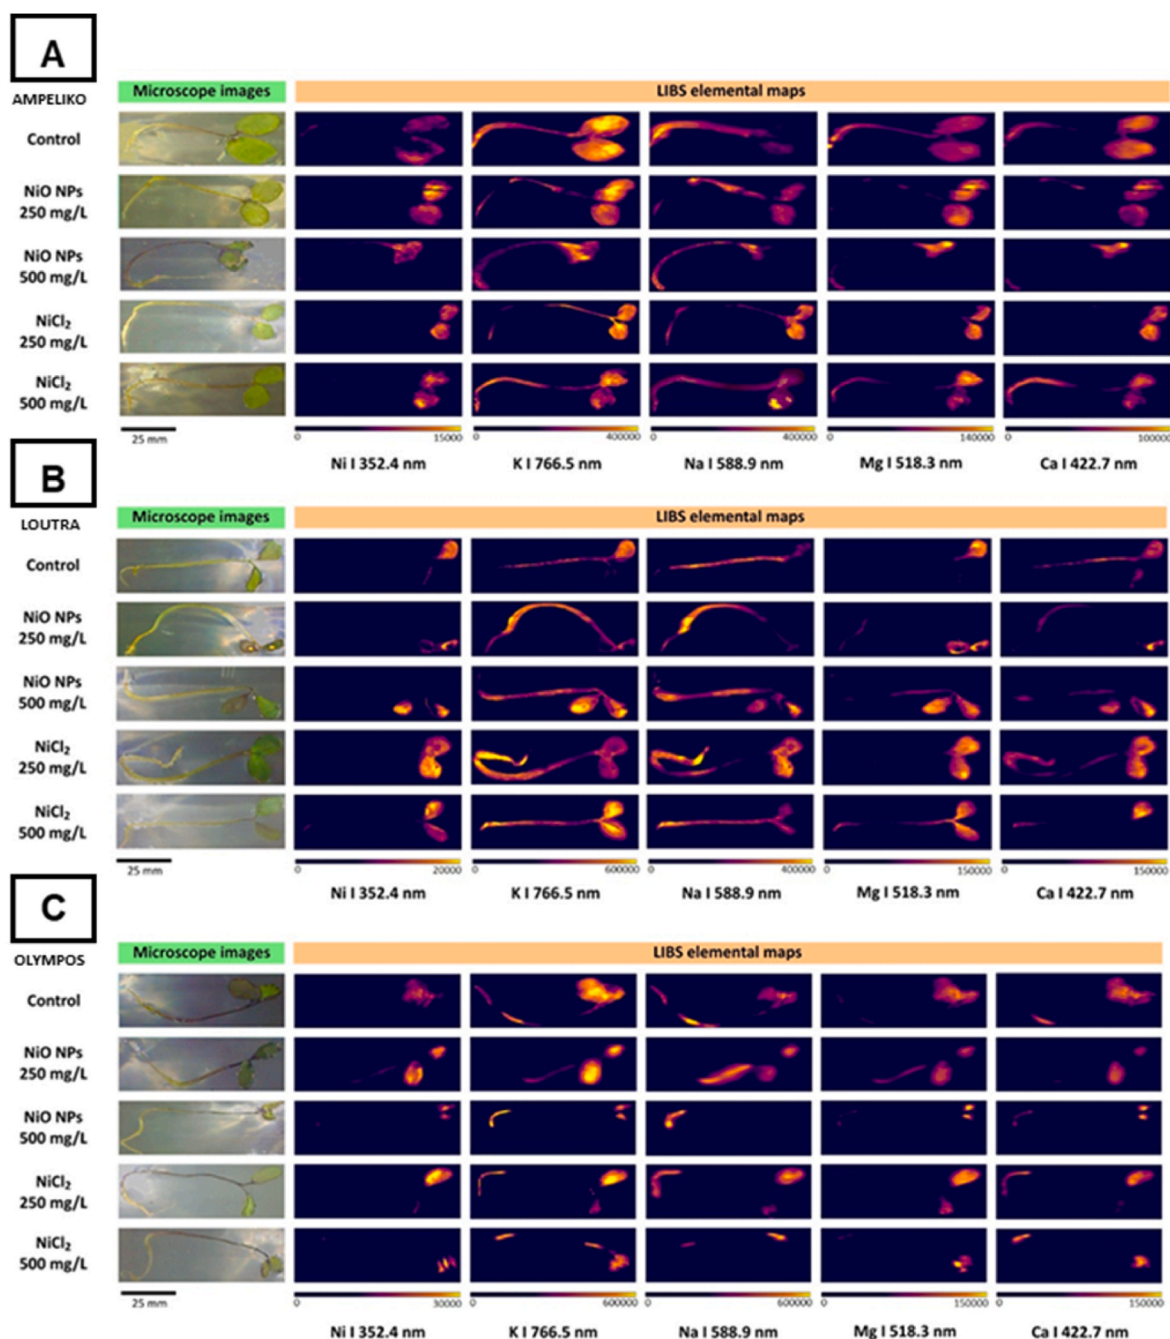 A
AMPELIKO
Microscope images LIBS elemental maps
Control
NiO NPs
250 mg/L
NiO NPs
500 mg/L
NiCl₂
250 mg/L
NiCl₂
500 mg/L
25 mm
0 15000 0 400000 0 400000 0 140000 0 100000
Ni I 352.4 nm K I 766.5 nm Na I 588.9 nm Mg I 518.3 nm Ca I 422.7 nm
B
LOUTRA
Microscope images LIBS elemental maps
Control
NiO NPs
250 mg/L
NiO NPs
500 mg/L
NiCl₂
250 mg/L
NiCl₂
500 mg/L
25 mm
0 20000 0 600000 0 400000 0 150000 0 150000
Ni I 352.4 nm K I 766.5 nm Na I 588.9 nm Mg I 518.3 nm Ca I 422.7 nm
C
OLYMPOS
Microscope images LIBS elemental maps
Control
NiO NPs
250 mg/L
NiO NPs
500 mg/L
NiCl₂
250 mg/L
NiCl₂
500 mg/L
25 mm
0 30000 0 600000 0 600000 0 150000 0 150000
Ni I 352.4 nm K I 766.5 nm Na I 588.9 nm Mg I 518.3 nm Ca I 422.7 nm